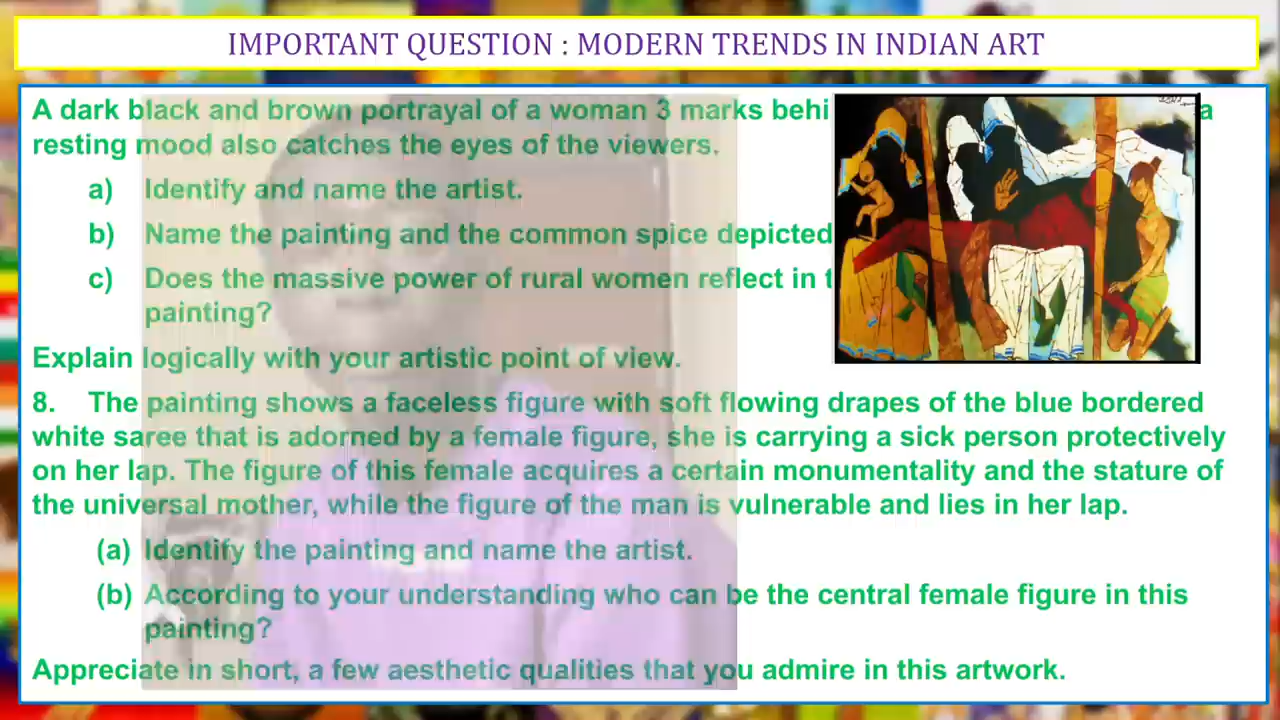 IMPORTANT QUESTION : MODERN TRENDS IN INDIAN ART
A dark black and brown portrayal of a woman 3 marks behi a
resting mood also catches the eyes of the viewers.
a) Identify and name the artist.
b) Name the painting and the common spice depicted
c) Does the massive power of rural women reflect in t
painting?
Explain logically with your artistic point of view.
8. The painting shows a faceless figure with soft flowing drapes of the blue bordered
white saree that is adorned by a female figure, she is carrying a sick person protectively
on her lap. The figure of this female acquires a certain monumentality and the stature of
the universal mother, while the figure of the man is vulnerable and lies in her lap.
(a) Identify the painting and name the artist.
(b) According to your understanding who can be the central female figure in this
painting?
Appreciate in short, a few aesthetic qualities that you admire in this artwork.